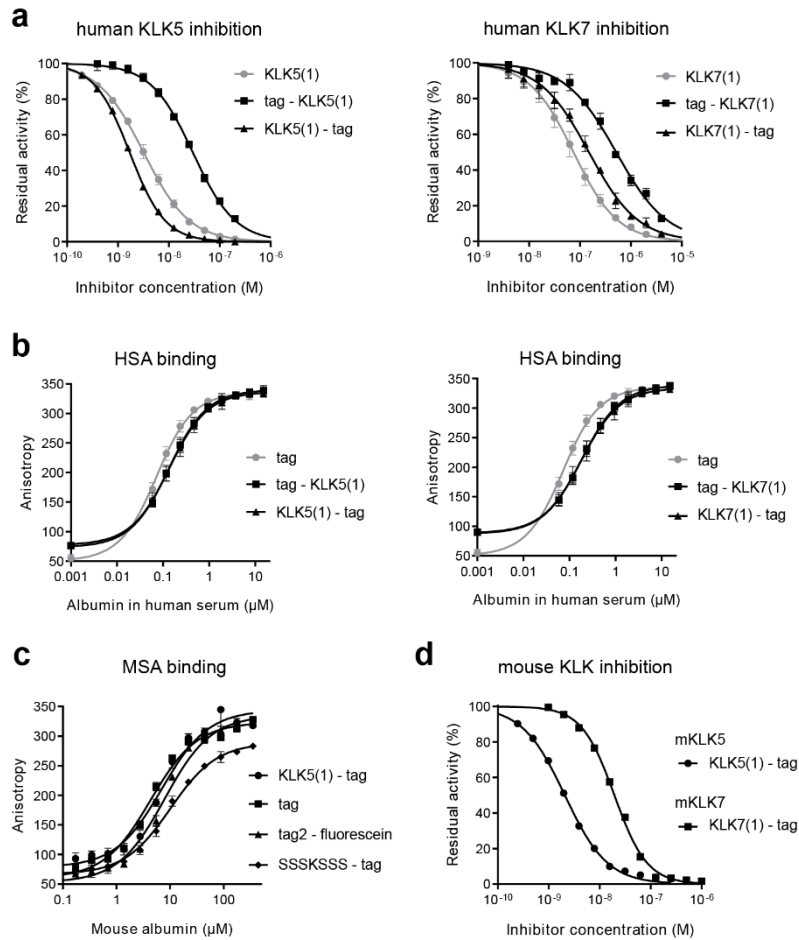 a
human KLK5 inhibition
Residual activity (%)
100
80
60
40
20
0
10⁻¹⁰ 10⁻⁹ 10⁻⁸ 10⁻⁷ 10⁻⁶
Inhibitor concentration (M)
KLK5(1)
tag - KLK5(1)
KLK5(1) - tag
human KLK7 inhibition
Residual activity (%)
100
80
60
40
20
0
10⁻⁹ 10⁻⁸ 10⁻⁷ 10⁻⁶ 10⁻⁵
Inhibitor concentration (M)
KLK7(1)
tag - KLK7(1)
KLK7(1) - tag
b
HSA binding
Anisotropy
350
300
250
200
150
100
50
0.001 0.01 0.1 1 10
Albumin in human serum (µM)
tag
tag - KLK5(1)
KLK5(1) - tag
HSA binding
Anisotropy
350
300
250
200
150
100
50
0.001 0.01 0.1 1 10
Albumin in human serum (µM)
tag
tag - KLK7(1)
KLK7(1) - tag
c
MSA binding
Anisotropy
350
300
250
200
150
100
50
0.1 1 10 100
Mouse albumin (µM)
KLK5(1) - tag
tag
tag2 - fluorescein
SSSKSSS - tag
d
mouse KLK inhibition
Residual activity (%)
100
80
60
40
20
0
10⁻¹⁰ 10⁻⁹ 10⁻⁸ 10⁻⁷ 10⁻⁶
Inhibitor concentration (M)
mKLK5
KLK5(1) - tag
mKLK7
KLK7(1) - tag